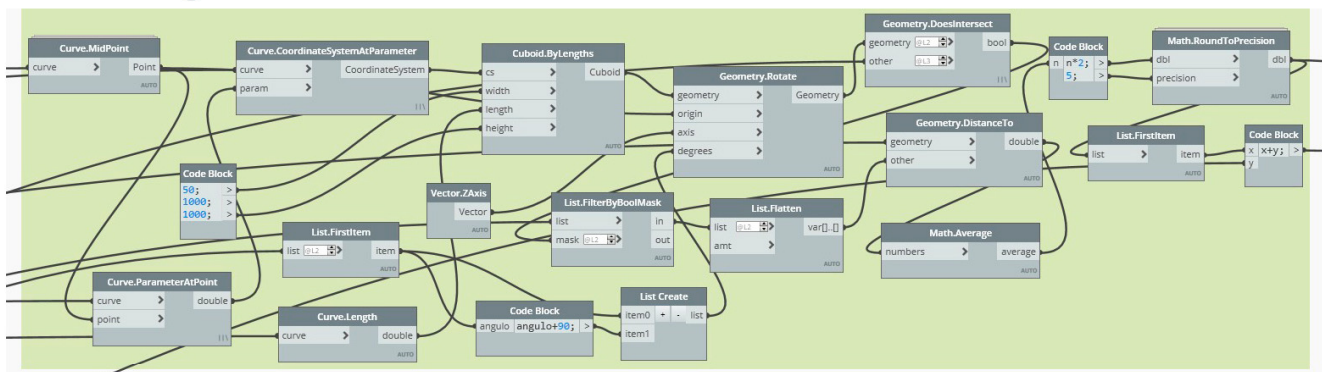 Curve.MidPoint
curve > Point
AUTO
Curve.CoordinateSystemAtParameter
curve > CoordinateSystem
param >
Cuboid.ByLengths
cs > Cuboid
width >
length >
height >
AUTO
Geometry.Rotate
geometry > Geometry
origin >
axis >
degrees >
AUTO
Geometry.DoesIntersect
geometry @L2 > bool
other @L3 >
Code Block
n n*2; >
5; >
Math.RoundToPrecision
dbl > dbl
precision >
AUTO
Geometry.DistanceTo
geometry > double
other >
AUTO
List.FirstItem
list > item
AUTO
Code Block
x x+y; >
y
Code Block
50; >
1000; >
1000; >
Vector.ZAxis
Vector
AUTO
List.FilterByBoolMask
list > in
mask @L2 > out
AUTO
List.Flatten
list @L2 > var[]..[]
amt >
AUTO
Math.Average
numbers > average
AUTO
List.FirstItem
list @L2 > item
AUTO
Curve.ParameterAtPoint
curve > double
point >
Curve.Length
curve > double
AUTO
Code Block
angulo angulo+90; >
List Create
item0 + - list
item1
AUTO